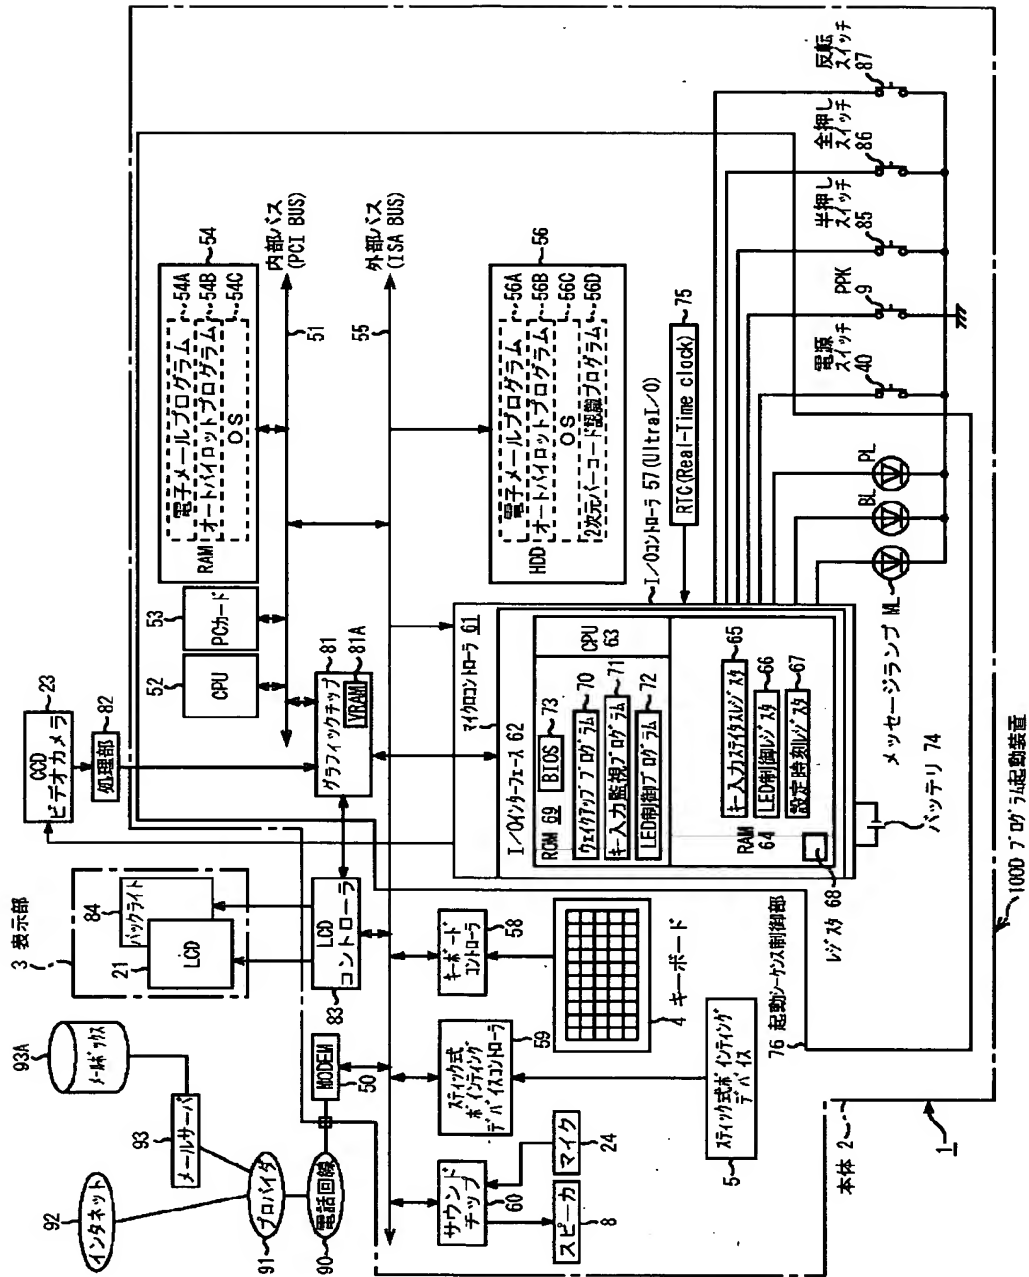 インタネット
92
93A
メールボックス
メールサーバ
93
プロバイダ
91
電話回線
90
MODEM
50
3 表示部
バックライト
84
21
LCD
LCD
コントローラ
83
CCD
ビデオカメラ
23
処理部
82
CPU
52
PCカード
53
グラフィックチップ
81
VRAM
81A
RAM
54
電子メールプログラム
54A
オートパイロットプログラム
54B
OS
54C
内部バス
(PCI BUS)
51
外部バス
(ISA BUS)
55
HDD
56
電子メールプログラム
56A
オートパイロットプログラム
56B
OS
56C
2次元バーコード認識プログラム
56D
I/Oコントローラ 57(UltraI/O)
RTC(Real-Time clock)
75
マイクロコントローラ 61
I/Oインターフェース 62
ROM 69
BIOS
73
ウェイクアップ プログラム
70
キー入力監視プログラム
71
LED制御プログラム
72
CPU
63
RAM
64
キー入力ステイタスレジスタ
65
LED制御レジスタ
66
設定時刻レジスタ
67
レジスタ 68
バッテリ 74
メッセージランプ ML
BL
PL
電源
スイッチ
40
PPK
9
半押し
スイッチ
85
全押し
スイッチ
86
反転
スイッチ
87
サウンド
チップ
60
スピーカ
8
マイク
24
スティック式
ポインティング
デバイスコントローラ
59
スティック式ポインティング
デバイス
5
キーボード
コントローラ
58
4 キーボード
76 起動シーケンス制御部
本体 2
1
100D プログラム起動装置